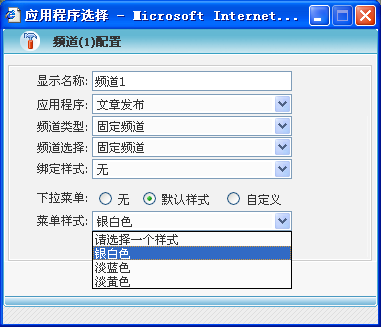 应用程序选择 - Microsoft Internet...
频道(1)配置
显示名称: 频道1
应用程序: 文章发布
频道类型: 固定频道
频道选择: 固定频道
绑定样式: 无
下拉菜单: 无 默认样式 自定义
菜单样式: 银白色
请选择一个样式
银白色
淡蓝色
淡黄色